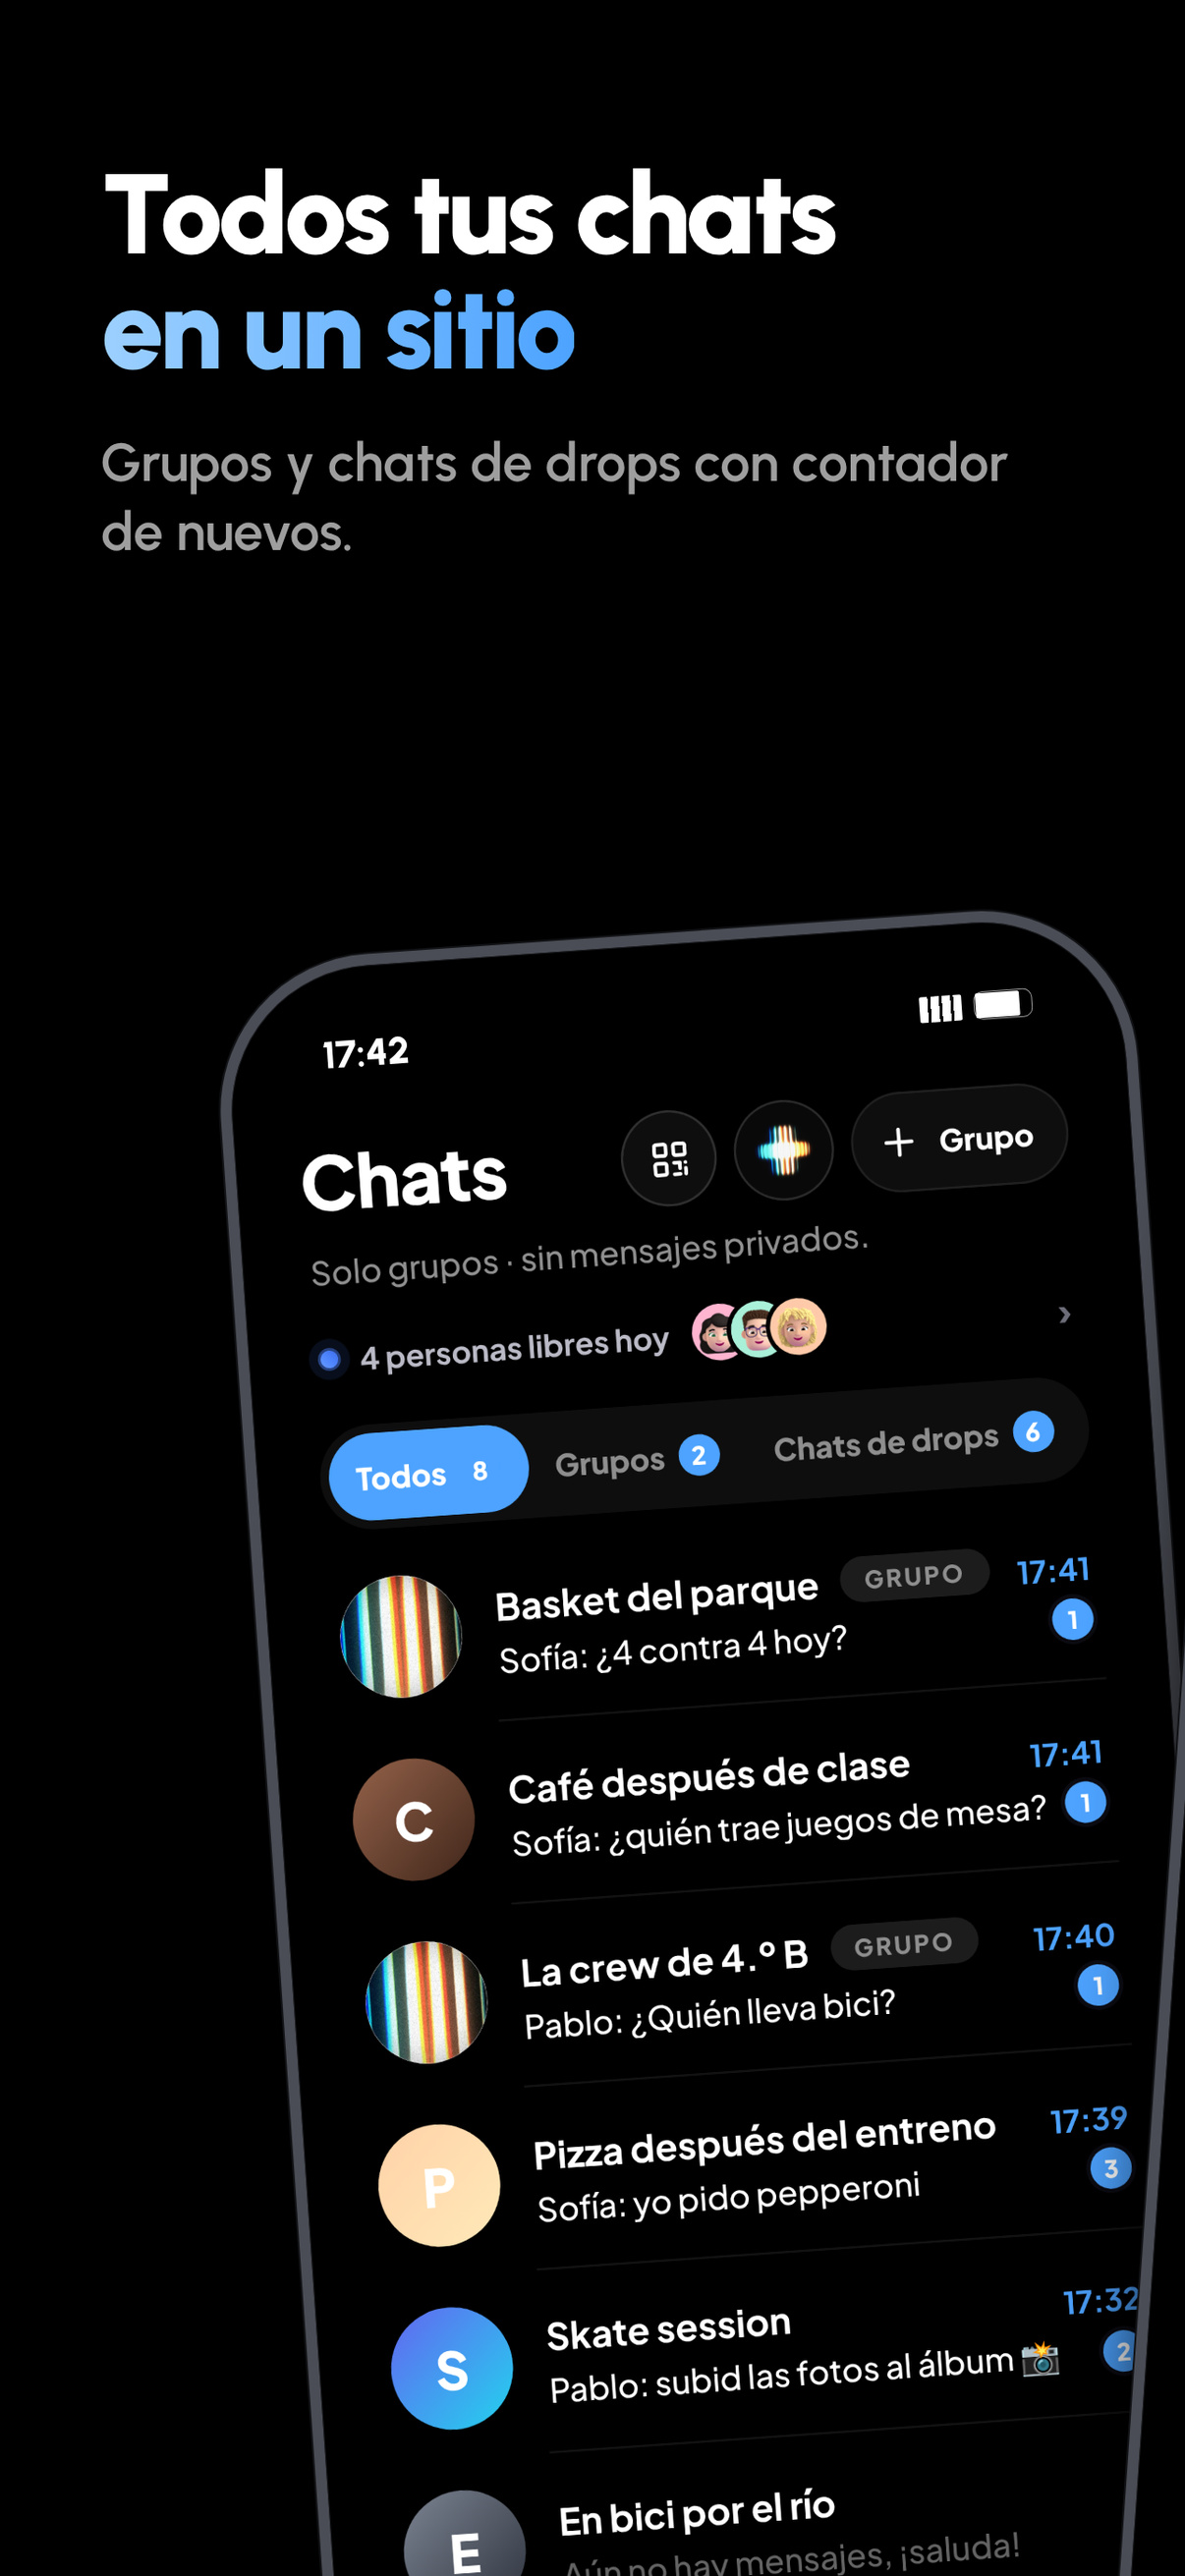 Todos tus chats
en un sitio
Grupos y chats de drops con contador
de nuevos.
17:42
Chats
+ Grupo
Solo grupos · sin mensajes privados.
4 personas libres hoy
Todos 8
Grupos 2
Chats de drops 6
Basket del parque GRUPO 17:41
Sofía: ¿4 contra 4 hoy? 1
C
Café después de clase 17:41
Sofía: ¿quién trae juegos de mesa? 1
La crew de 4.º B GRUPO 17:40
Pablo: ¿Quién lleva bici? 1
P
Pizza después del entreno 17:39
Sofía: yo pido pepperoni 3
S
Skate session 17:32
Pablo: subid las fotos al álbum 📸 2
E
En bici por el río
Aún no hay mensajes, ¡saluda!